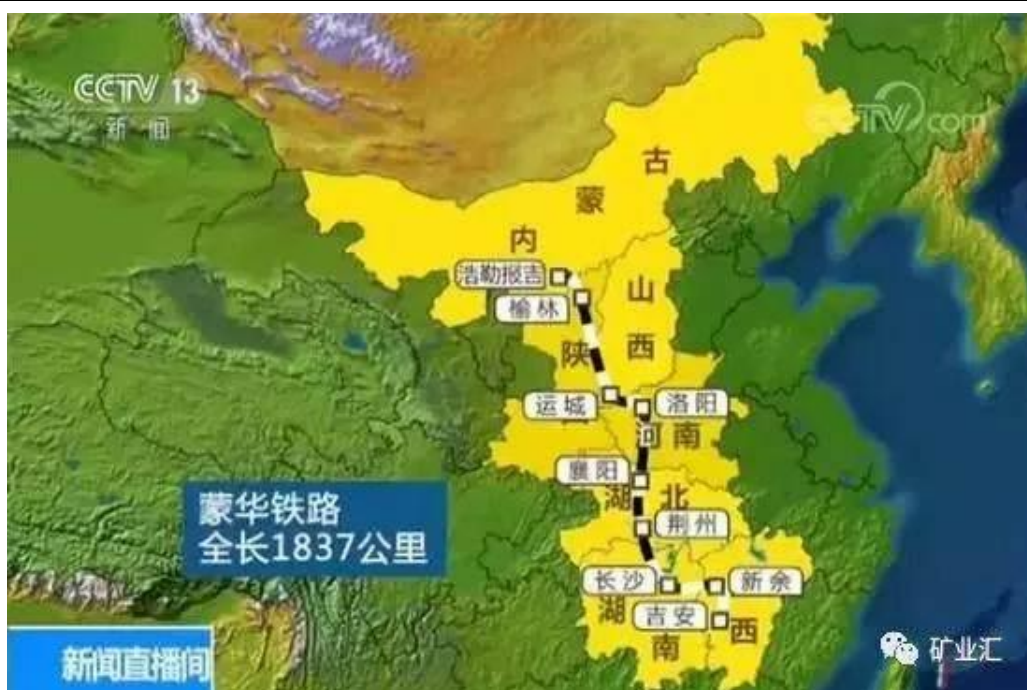 CCTV 13
新闻
CCTV.com
内蒙古
浩勒报吉
榆林
山西
陕
运城
洛阳
河南
襄阳
湖北
荆州
长沙
新余
吉安
湖南
西
蒙华铁路
全长1837公里
新闻直播间
矿业汇